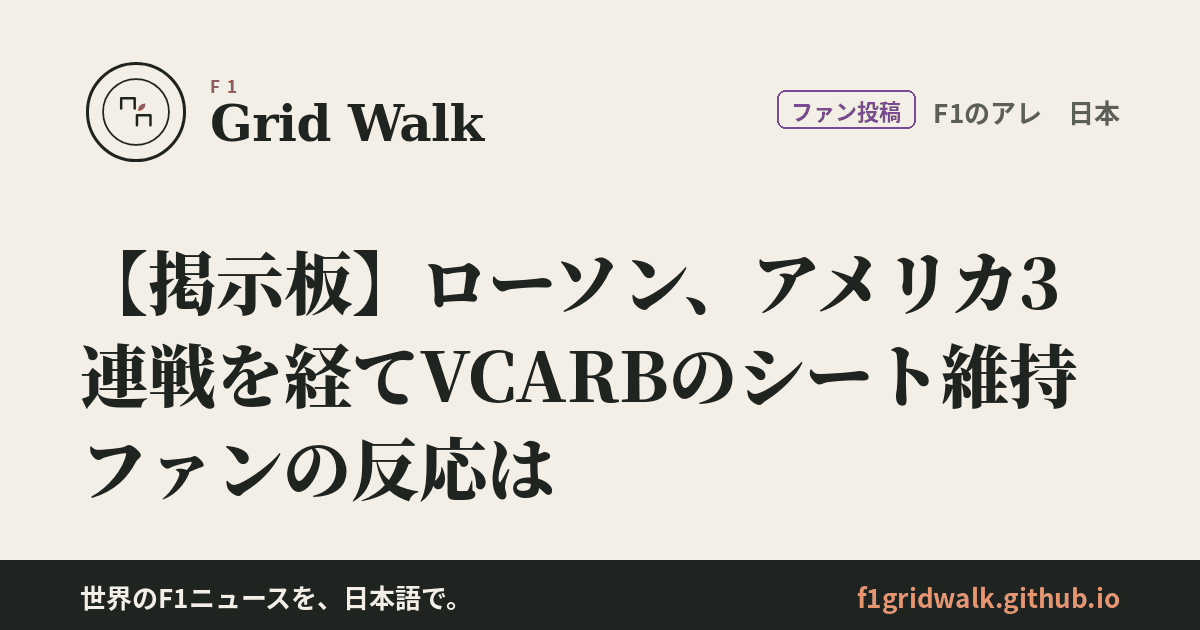 F1
Grid Walk
ファン投稿
F1のアレ　日本
【掲示板】ローソン、アメリカ3
連戦を経てVCARBのシート維持
ファンの反応は
世界のF1ニュースを、日本語で。
f1gridwalk.github.io